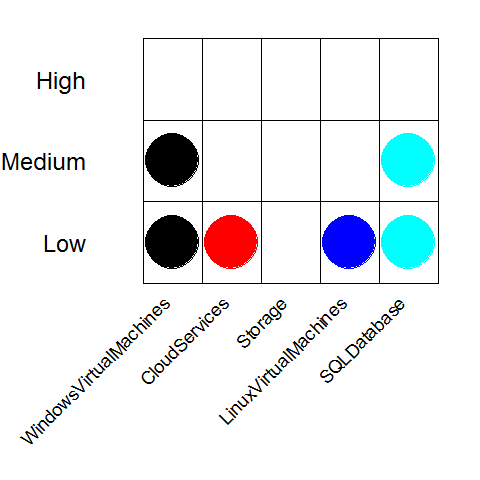 High
Medium
Low
WindowsVirtualMachines
CloudServices
Storage
LinuxVirtualMachines
SQLDatabase